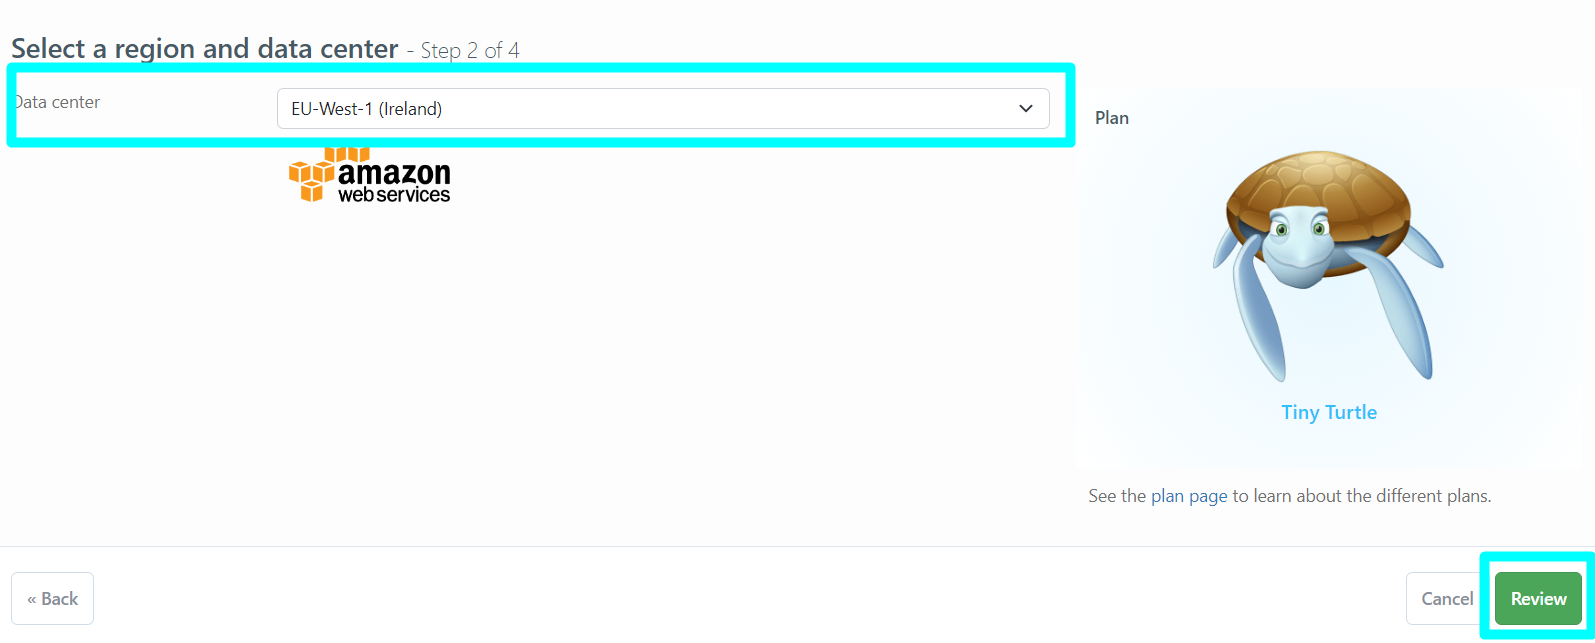 Select a region and data center - Step 2 of 4
Data center
EU-West-1 (Ireland)
amazon
web services
Plan
Tiny Turtle
See the plan page to learn about the different plans.
« Back
Cancel
Review